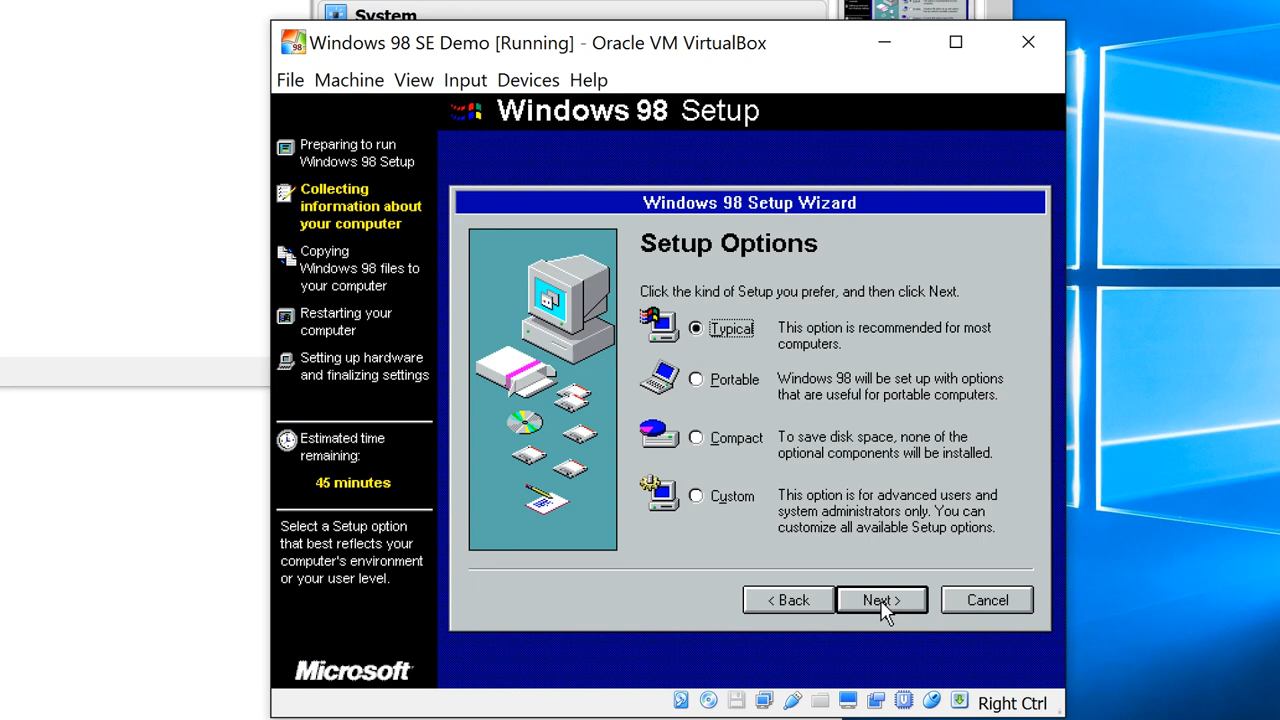 System
Windows 98 SE Demo [Running] - Oracle VM VirtualBox
File Machine View Input Devices Help
Windows 98 Setup
Preparing to run
Windows 98 Setup
Collecting
information about
your computer
Copying
Windows 98 files to
your computer
Restarting your
computer
Setting up hardware
and finalizing settings
Estimated time
remaining:
45 minutes
Select a Setup option
that best reflects your
computer's environment
or your user level.
Microsoft
Windows 98 Setup Wizard
Setup Options
Click the kind of Setup you prefer, and then click Next.
Typical
This option is recommended for most
computers.
Portable
Windows 98 will be set up with options
that are useful for portable computers.
Compact
To save disk space, none of the
optional components will be installed.
Custom
This option is for advanced users and
system administrators only. You can
customize all available Setup options.
< Back
Next >
Cancel
Right Ctrl